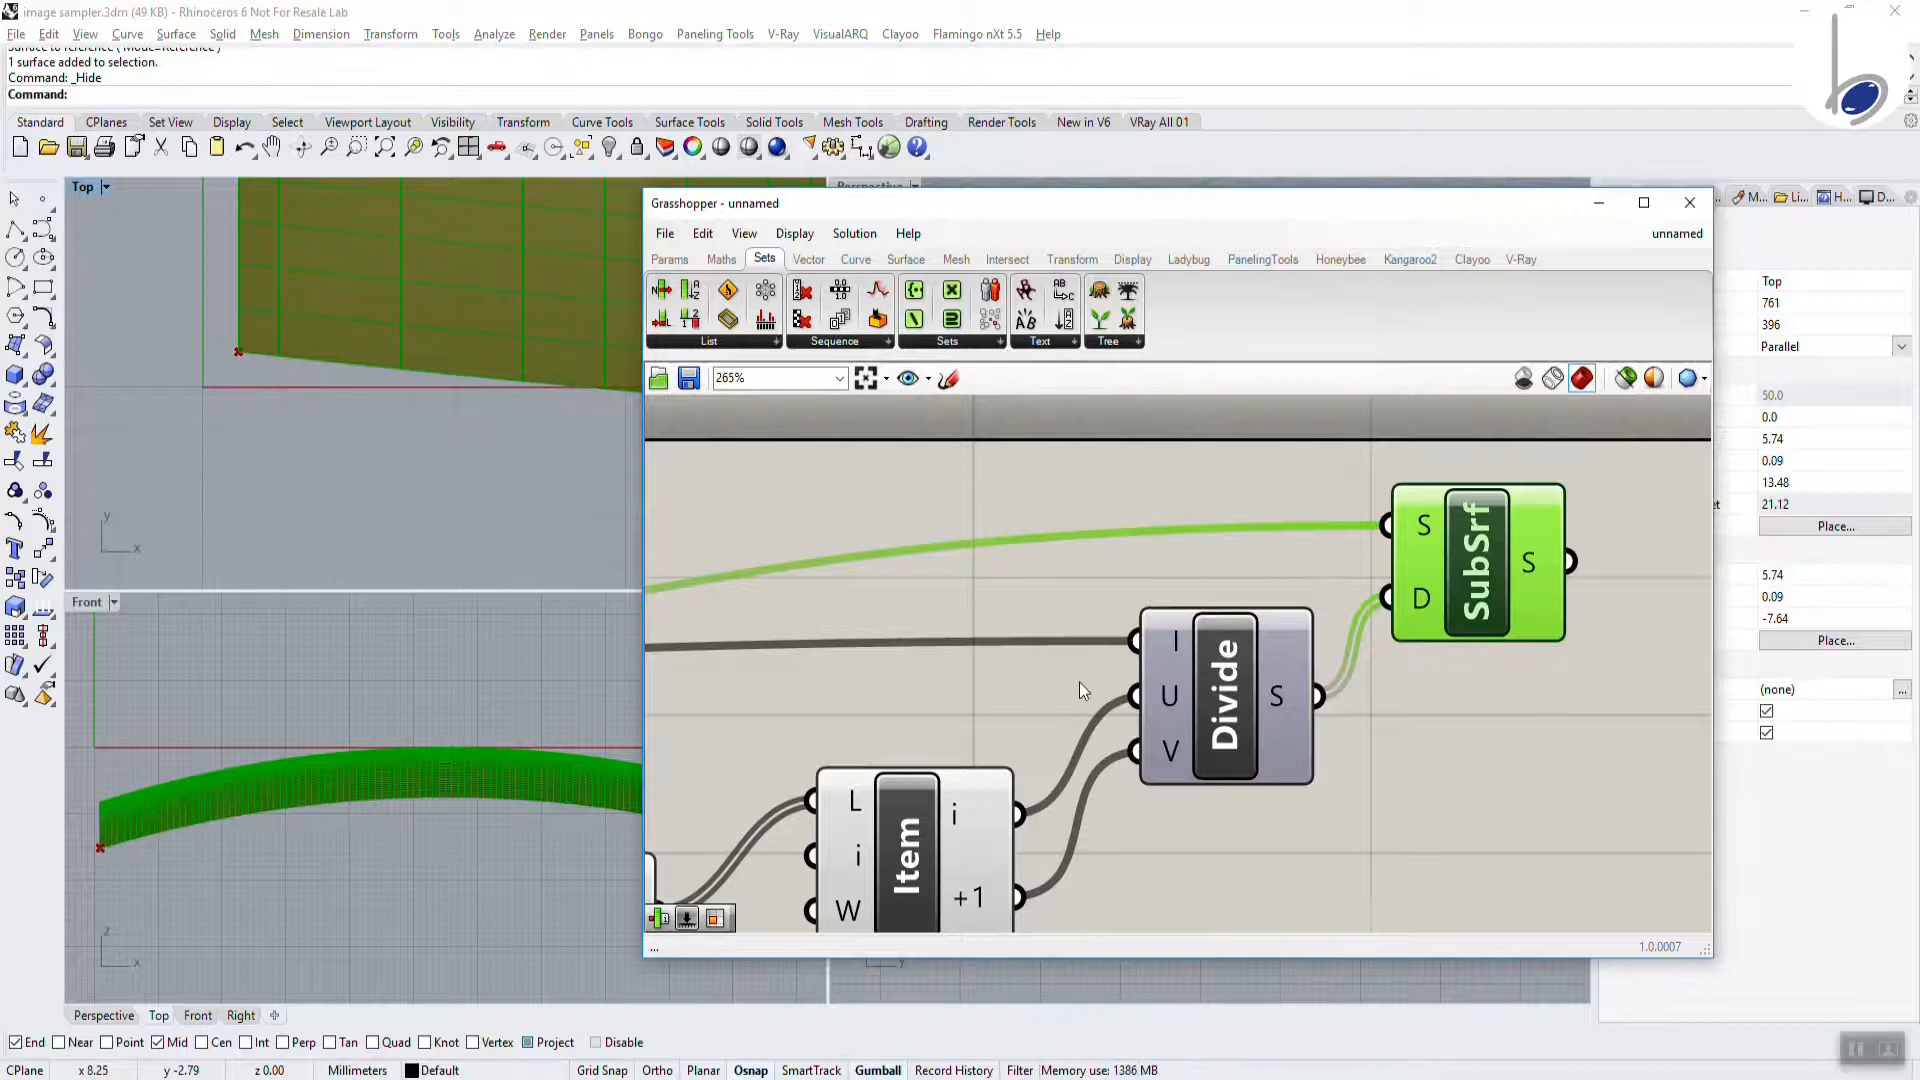 image sampler.3dm (49 KB) - Rhinoceros 6 Not For Resale Lab
File Edit View Curve Surface Solid Mesh Dimension Transform Tools Analyze Render Panels Bongo Paneling Tools V-Ray VisualARQ Clayoo Flamingo nXt 5.5 Help
Surface to reference ( Mode=Reference )
1 surface added to selection.
Command: _Hide
Command:
Standard CPlanes Set View Display Select Viewport Layout Visibility Transform Curve Tools Surface Tools Solid Tools Mesh Tools Drafting Render Tools New in V6 VRay All 01
Top
Perspective
M... Li... H... D...
Grasshopper - unnamed
File Edit View Display Solution Help
unnamed
Params Maths Sets Vector Curve Surface Mesh Intersect Transform Display Ladybug PanelingTools Honeybee Kangaroo2 Clayoo V-Ray
List Sequence Sets Text Tree
265%
Top
761
396
Parallel
50.0
0.0
5.74
0.09
13.48
21.12
Place...
5.74
0.09
-7.64
Place...
(none)
...
S
D
SubSrf
S
I
U
V
Divide
S
L
i
W
Item
i
+1
...
1.0.0007
y
x
Front
z
x
y
Perspective Top Front Right
End Near Point Mid Cen Int Perp Tan Quad Knot Vertex Project Disable
CPlane x 8.25 y -2.79 z 0.00 Millimeters Default Grid Snap Ortho Planar Osnap SmartTrack Gumball Record History Filter Memory use: 1386 MB